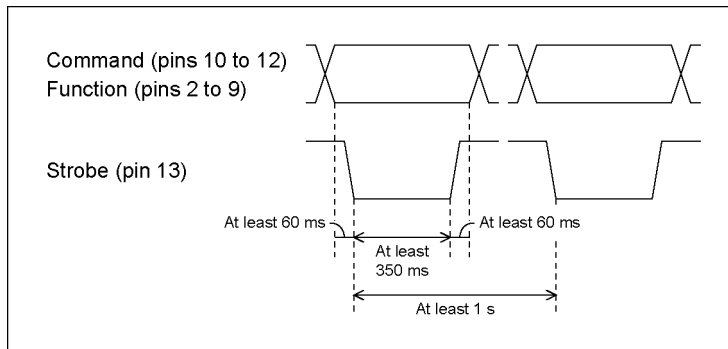 Command (pins 10 to 12)
Function (pins 2 to 9)
Strobe (pin 13)
At least 60 ms
At least 60 ms
At least
350 ms
At least 1 s